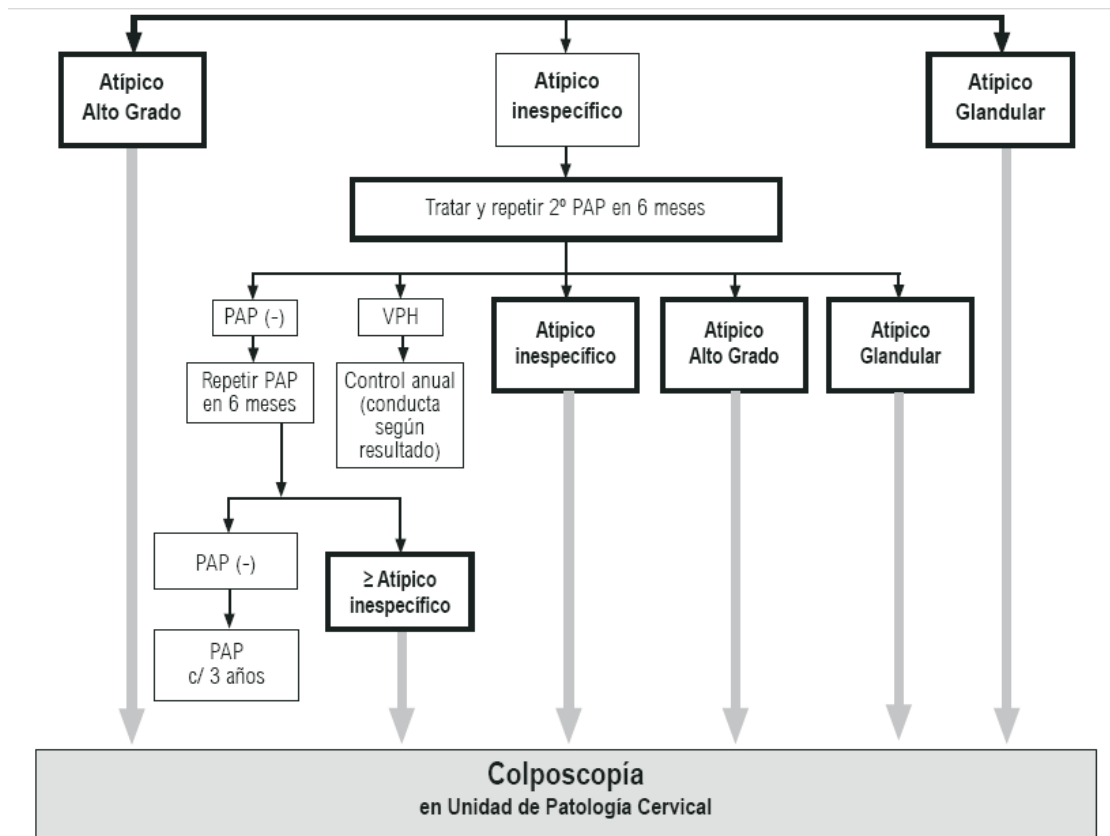 Atípico
Alto Grado
Atípico
inespecífico
Atípico
Glandular
Tratar y repetir 2º PAP en 6 meses
PAP (-)
VPH
Atípico
inespecífico
Atípico
Alto Grado
Atípico
Glandular
Repetir PAP
en 6 meses
Control anual
(conducta
según
resultado)
PAP (-)
≥ Atípico
inespecífico
PAP
c/ 3 años
Colposcopía
en Unidad de Patología Cervical